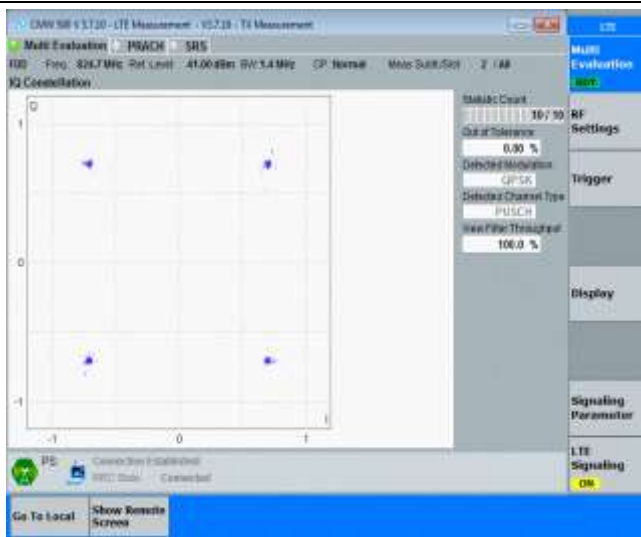 CMW 500 V 3.7.20 - LTE Measurement - V3.7.20 - TX Measurement
LTE
Multi Evaluation PRACH SRS
Multi
Evaluation
RDY
FDD Freq. 824.7 MHz Ref. Level 41.00 dBm BW: 1.4 MHz CP: Normal Meas Subfr./Slot 2 / All
IQ Constellation
Q
1
0
-1
-1 0 1
I
Statistic Count
10 / 10
Out of Tolerance
0.00 %
Detected Modulation
QPSK
Detected Channel Type
PUSCH
View Filter Throughput
100.0 %
RF
Settings
Trigger
Display
Signaling
Parameter
LTE
Signaling
ON
PS:
Connection Established
RRC State: Connected
Go To Local
Show Remote
Screen